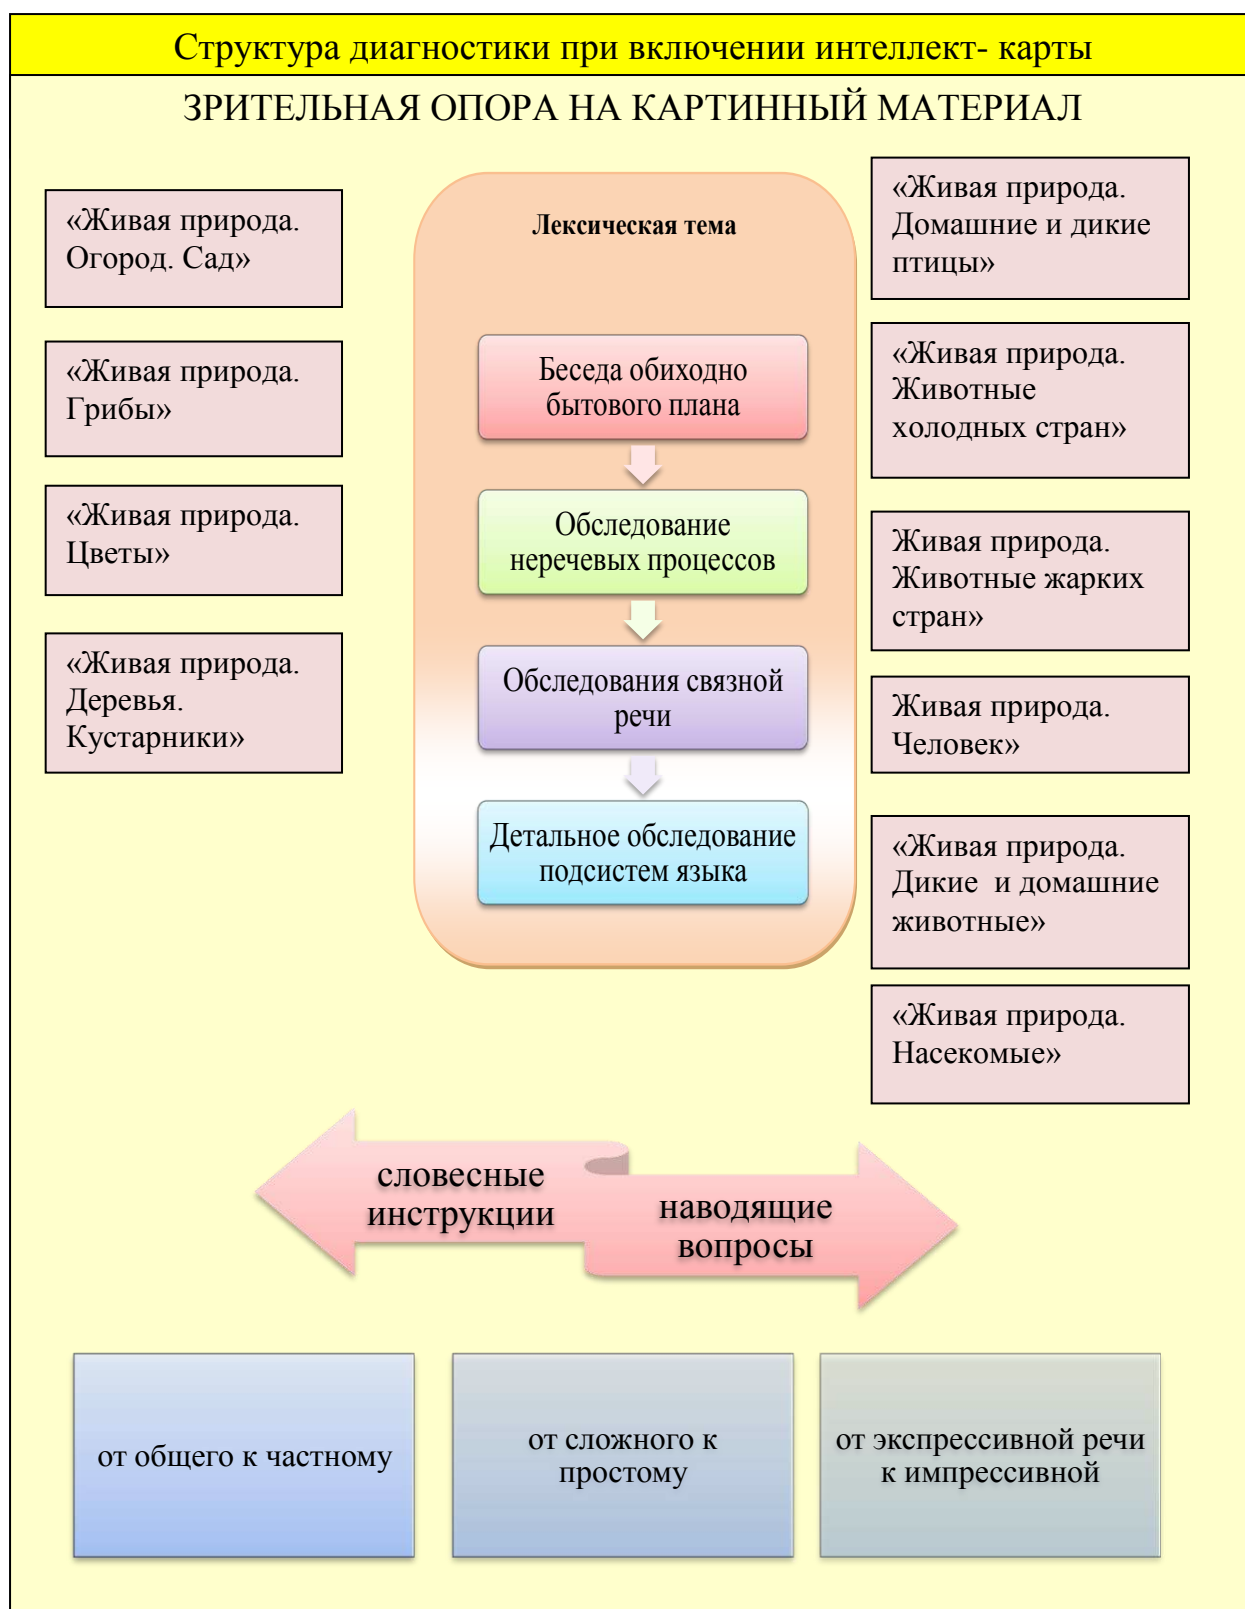 Структура диагностики при включении интеллект- карты
ЗРИТЕЛЬНАЯ ОПОРА НА КАРТИННЫЙ МАТЕРИАЛ
«Живая природа.
Огород. Сад»
«Живая природа.
Грибы»
«Живая природа.
Цветы»
«Живая природа.
Деревья.
Кустарники»
Лексическая тема
Беседа обиходно
бытового плана
Обследование
неречевых процессов
Обследования связной
речи
Детальное обследование
подсистем языка
«Живая природа.
Домашние и дикие
птицы»
«Живая природа.
Животные
холодных стран»
Живая природа.
Животные жарких
стран»
Живая природа.
Человек»
«Живая природа.
Дикие  и домашние
животные»
«Живая природа.
Насекомые»
словесные
инструкции
наводящие
вопросы
от общего к частному
от сложного к
простому
от экспрессивной речи
к импрессивной